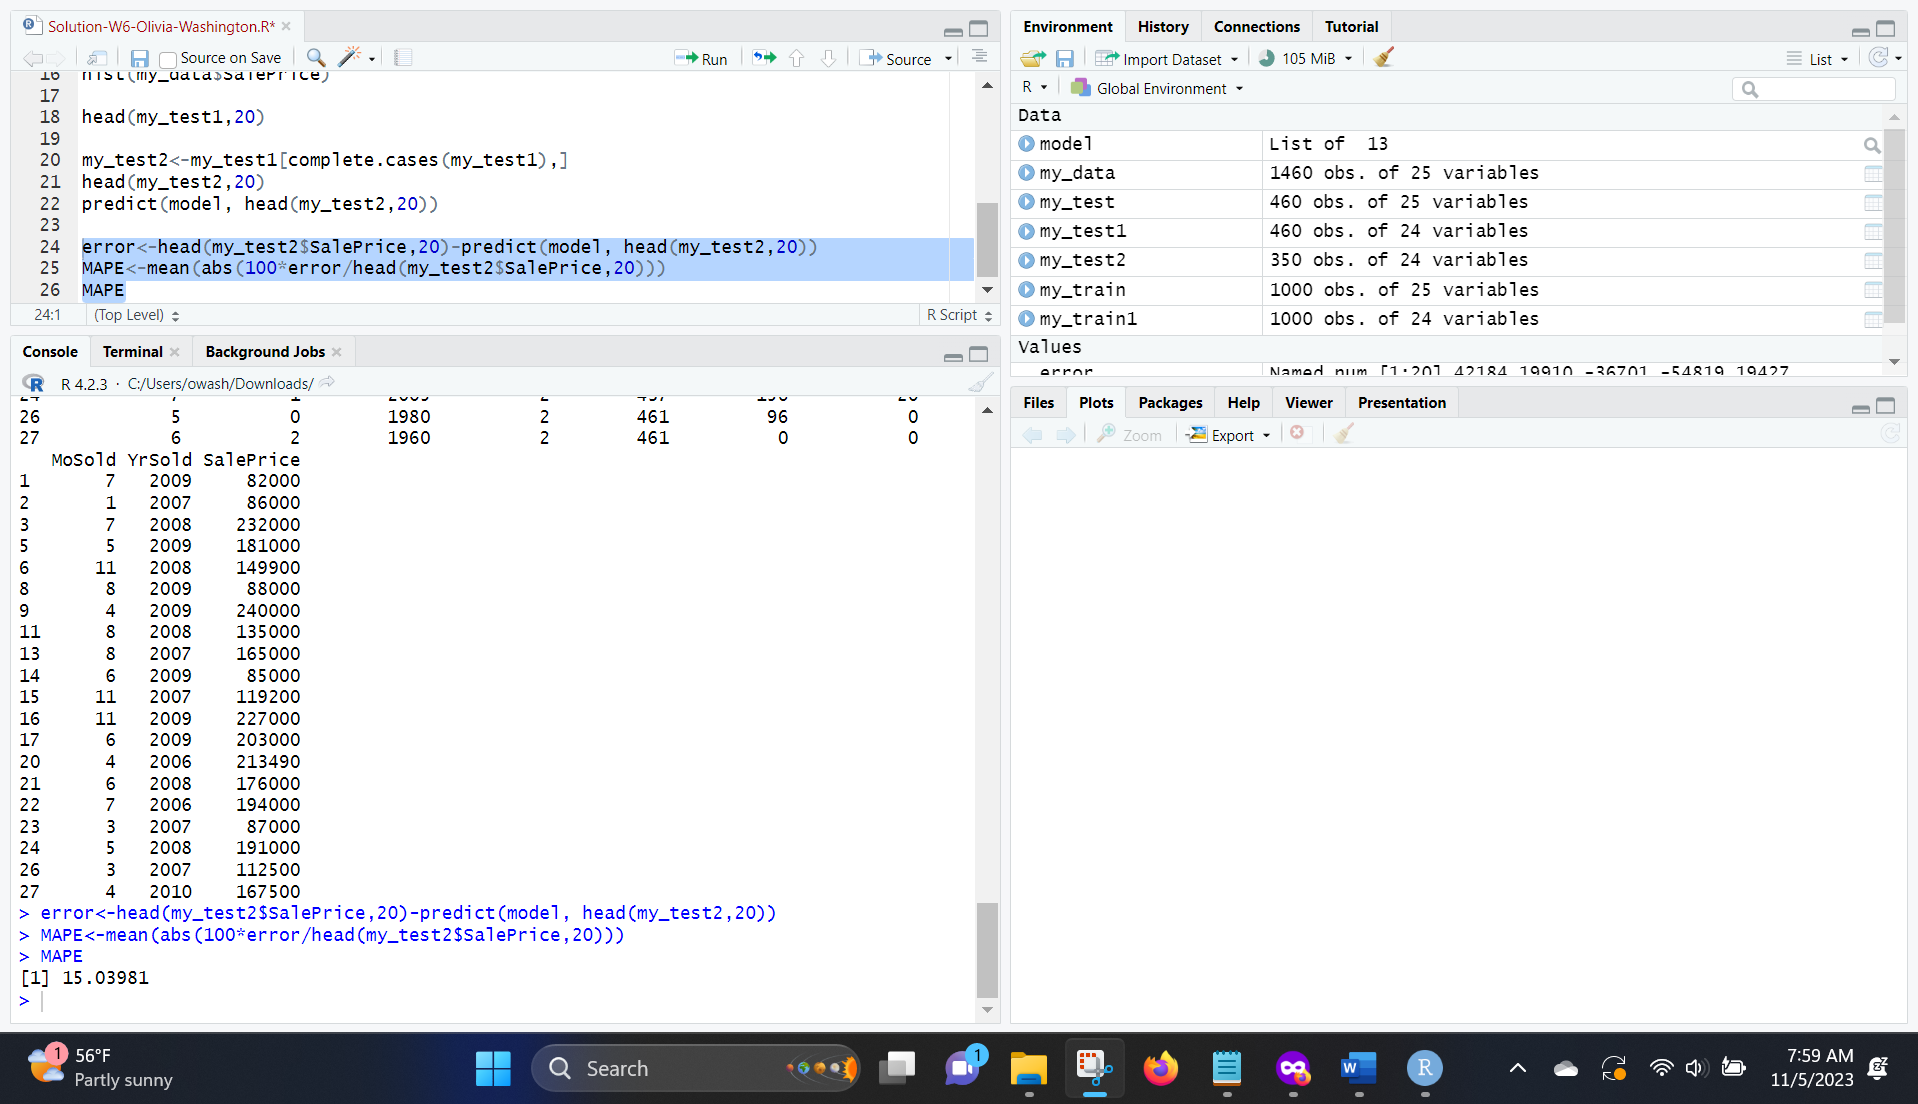 Solution-W6-Olivia-Washington.R*
Source on Save
Run
Source
16 hist(my_data$SalePrice)
17
18 head(my_test1,20)
19
20 my_test2<-my_test1[complete.cases(my_test1),]
21 head(my_test2,20)
22 predict(model, head(my_test2,20))
23
24 error<-head(my_test2$SalePrice,20)-predict(model, head(my_test2,20))
25 MAPE<-mean(abs(100*error/head(my_test2$SalePrice,20)))
26 MAPE
24:1 (Top Level) R Script
Console Terminal Background Jobs
R 4.2.3 · C:/Users/owash/Downloads/
26 5 0 1980 2 461 96 0
27 6 2 1960 2 461 0 0
MoSold YrSold SalePrice
1 7 2009 82000
2 1 2007 86000
3 7 2008 232000
5 5 2009 181000
6 11 2008 149900
8 8 2009 88000
9 4 2009 240000
11 8 2008 135000
13 8 2007 165000
14 6 2009 85000
15 11 2007 119200
16 11 2009 227000
17 6 2009 203000
20 4 2006 213490
21 6 2008 176000
22 7 2006 194000
23 3 2007 87000
24 5 2008 191000
26 3 2007 112500
27 4 2010 167500
> error<-head(my_test2$SalePrice,20)-predict(model, head(my_test2,20))
> MAPE<-mean(abs(100*error/head(my_test2$SalePrice,20)))
> MAPE
[1] 15.03981
>
Environment History Connections Tutorial
Import Dataset 105 MiB List
R Global Environment
Data
model List of 13
my_data 1460 obs. of 25 variables
my_test 460 obs. of 25 variables
my_test1 460 obs. of 24 variables
my_test2 350 obs. of 24 variables
my_train 1000 obs. of 25 variables
my_train1 1000 obs. of 24 variables
Values
error Named num [1:20] 42184 19910 -36701 -54819 19427
Files Plots Packages Help Viewer Presentation
Zoom Export
1
56°F
Partly sunny
Search
1
W
R
7:59 AM
11/5/2023